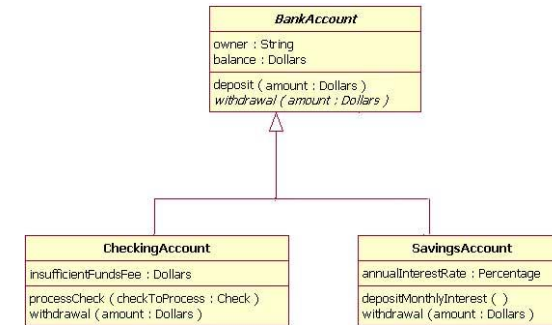 BankAccount
owner : String
balance : Dollars
deposit ( amount : Dollars )
withdrawal ( amount : Dollars )
CheckingAccount
insufficientFundsFee : Dollars
processCheck ( checkToProcess : Check )
withdrawal ( amount : Dollars )
SavingsAccount
annualInterestRate : Percentage
depositMonthlyInterest ( )
withdrawal ( amount : Dollars )